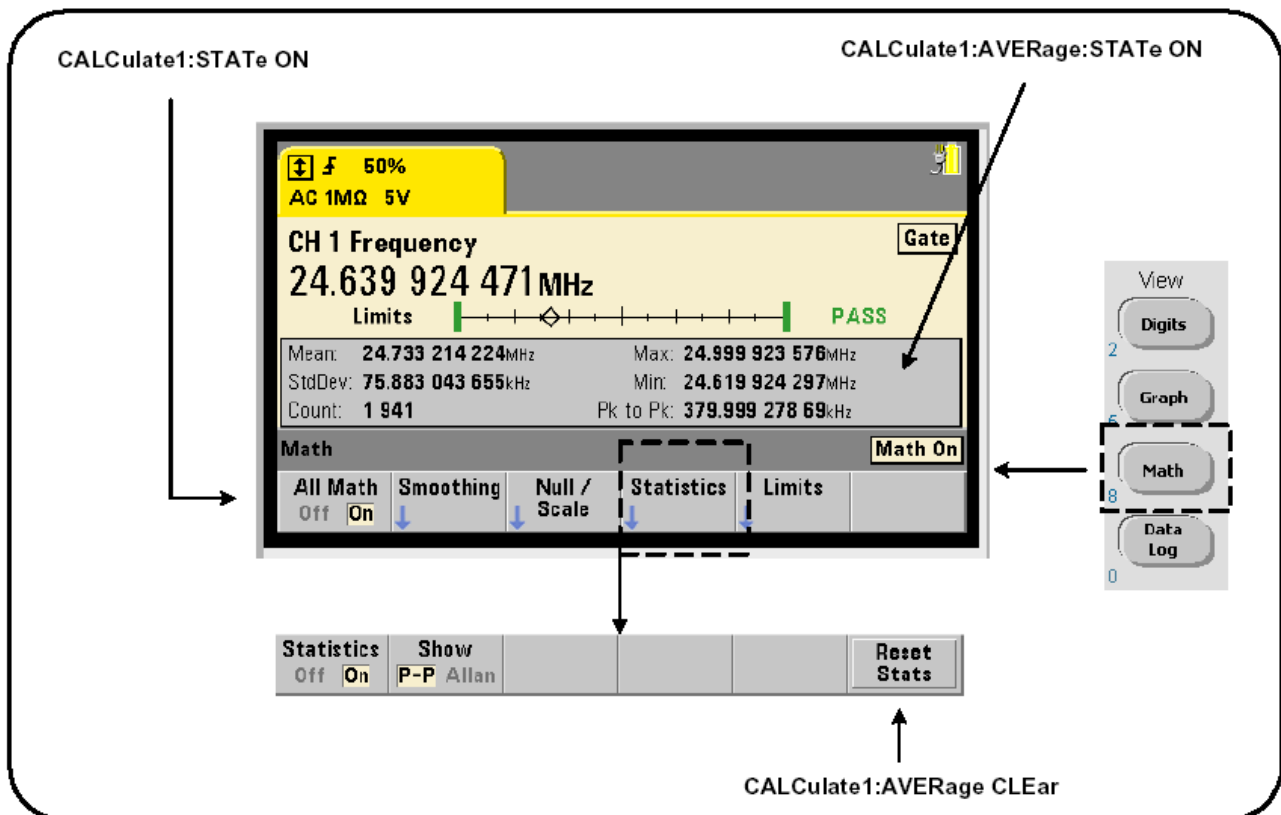 CALCulate1:STATe ON
CALCulate1:AVERage:STATe ON
50%
AC 1MΩ 5V
CH 1 Frequency
Gate
24.639 924 471 MHz
Limits PASS
Mean: 24.733 214 224MHz Max: 24.999 923 576MHz
StdDev: 75.883 043 655kHz Min: 24.619 924 297MHz
Count: 1 941 Pk to Pk: 379.999 278 69kHz
Math Math On
All Math Smoothing Null / Statistics Limits
Off On Scale
View
Digits
2
Graph
6
Math
8
Data
Log
0
Statistics Show Reset
Off On P-P Allan Stats
CALCulate1:AVERage CLEar